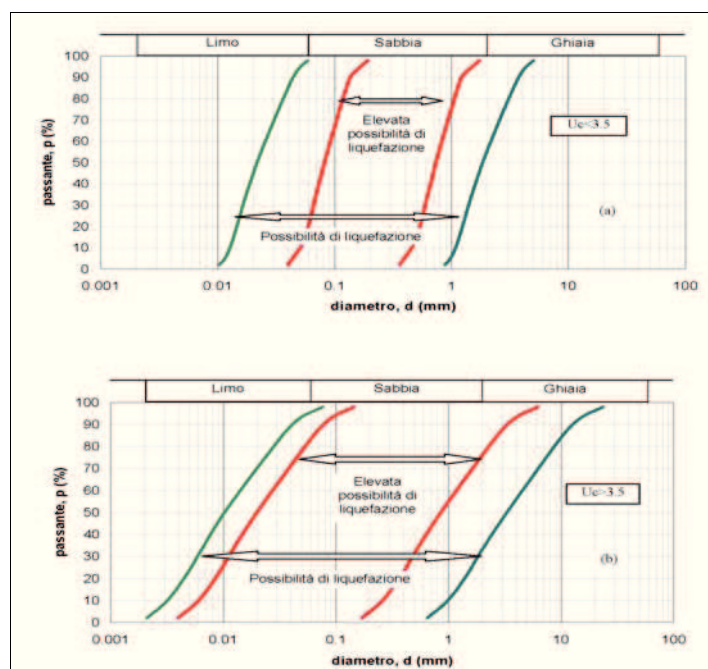 Limo Sabbia Ghiaia
100
90
80
70
60
50
40
30
20
10
0
passante, p (%)
Elevata
possibilità di
liquefazione
Uc<3.5
(a)
Possibilità di liquefazione
0.001 0.01 0.1 1 10 100
diametro, d (mm)
Limo Sabbia Ghiaia
100
90
80
70
60
50
40
30
20
10
0
passante, p (%)
Elevata
possibilità di
liquefazione
Uc>3.5
(b)
Possibilità di liquefazione
0.001 0.01 0.1 1 10 100
diametro, d (mm)